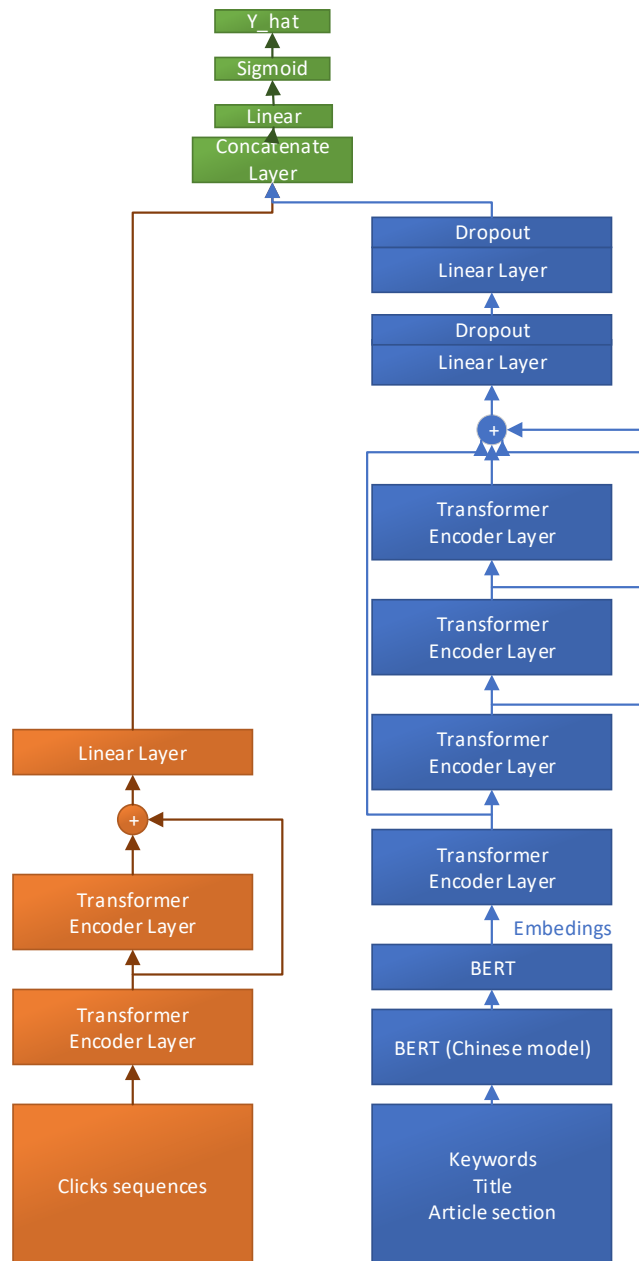 Y_hat
Sigmoid
Linear
Concatenate
Layer
Dropout
Linear Layer
Dropout
Linear Layer
+
Transformer
Encoder Layer
Transformer
Encoder Layer
Transformer
Encoder Layer
Transformer
Encoder Layer
Embedings
BERT
BERT (Chinese model)
Keywords
Title
Article section
Linear Layer
+
Transformer
Encoder Layer
Transformer
Encoder Layer
Clicks sequences